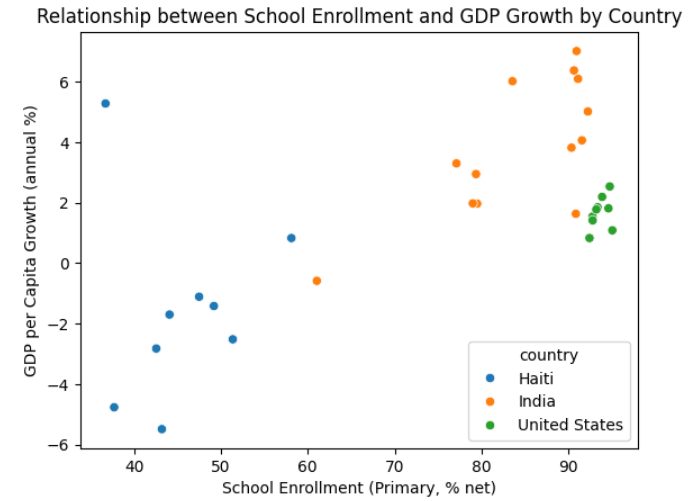 Relationship between School Enrollment and GDP Growth by Country
GDP per Capita Growth (annual %)
6
4
2
0
−2
−4
−6
40 50 60 70 80 90
School Enrollment (Primary, % net)
country
Haiti
India
United States